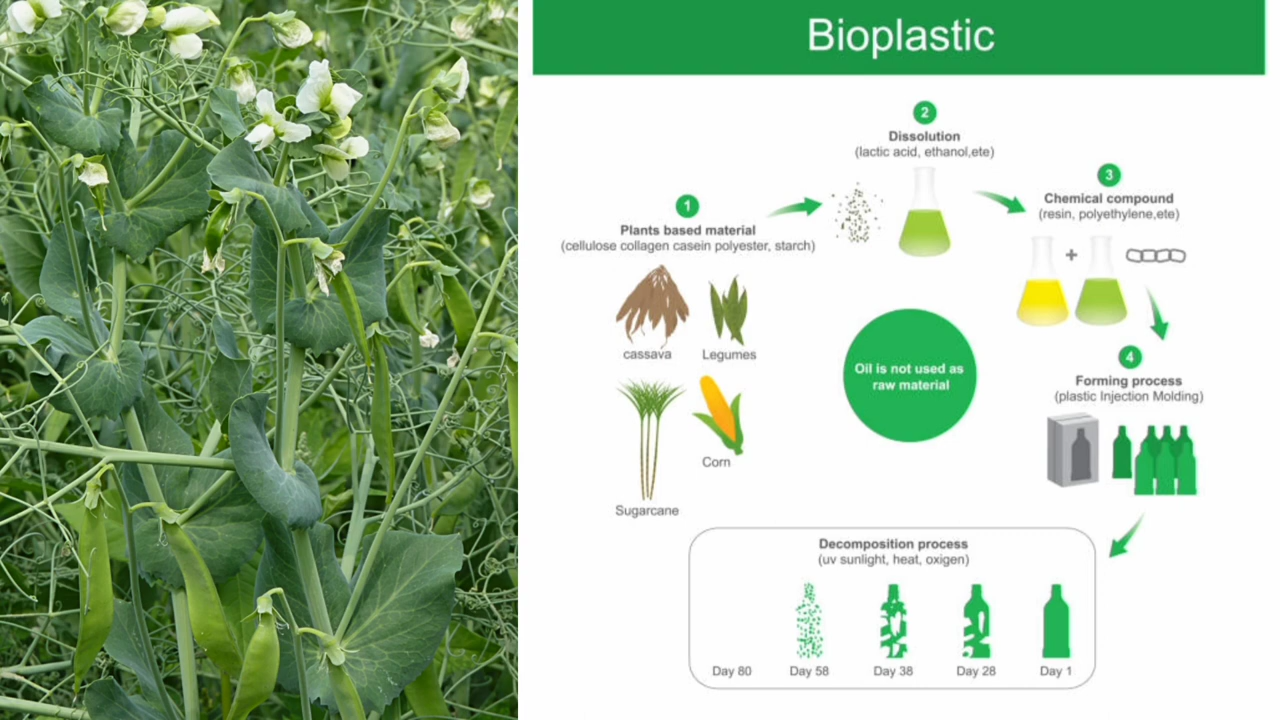 Bioplastic
1
Plants based material
(cellulose collagen casein polyester, starch)
cassava
Legumes
Sugarcane
Corn
2
Dissolution
(lactic acid, ethanol,ete)
3
Chemical compound
(resin, polyethylene,ete)
+
4
Forming process
(plastic Injection Molding)
Oil is not used as
raw material
Decomposition process
(uv sunlight, heat, oxigen)
Day 80
Day 58
Day 38
Day 28
Day 1